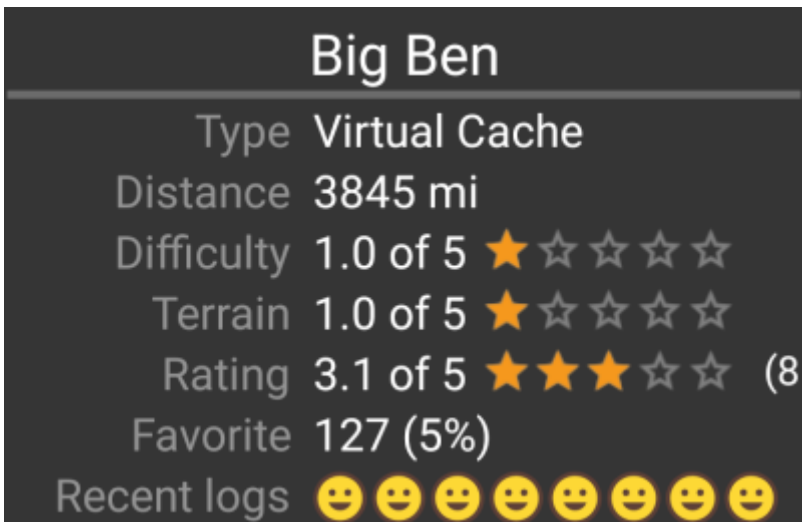 Big Ben
Type Virtual Cache
Distance 3845 mi
Difficulty 1.0 of 5
Terrain 1.0 of 5
Rating 3.1 of 5 (8
Favorite 127 (5%)
Recent logs